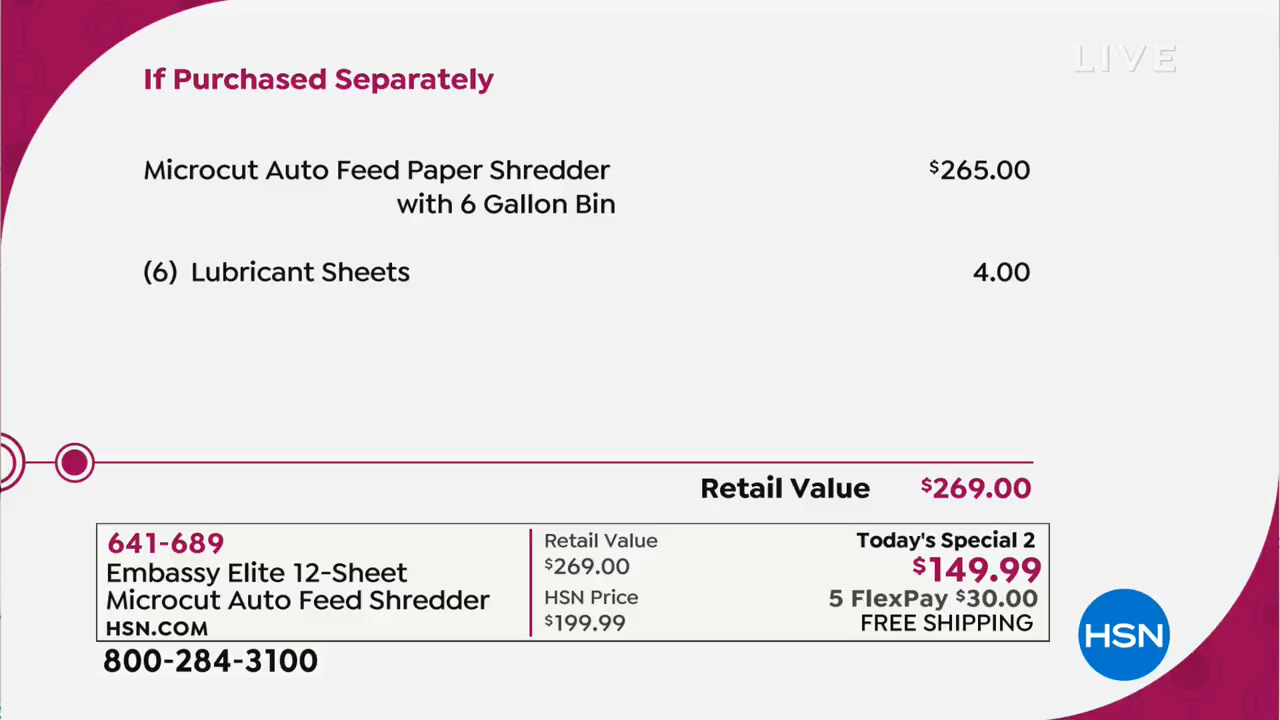 LIVE
If Purchased Separately
Microcut Auto Feed Paper Shredder $265.00
with 6 Gallon Bin
(6) Lubricant Sheets 4.00
Retail Value $269.00
641-689
Embassy Elite 12-Sheet
Microcut Auto Feed Shredder
HSN.COM
Retail Value
$269.00
HSN Price
$199.99
Today's Special 2
$149.99
5 FlexPay $30.00
FREE SHIPPING
800-284-3100
HSN